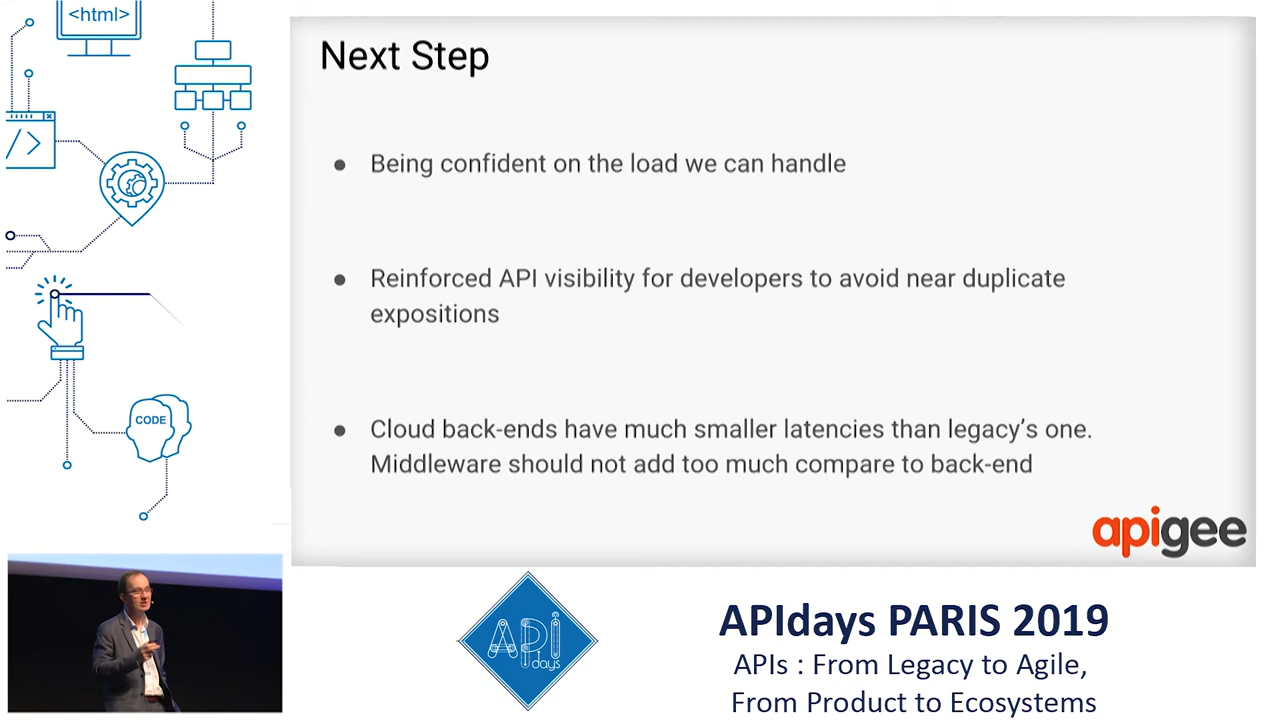 <html>
</>
CODE
Next Step
● Being confident on the load we can handle
● Reinforced API visibility for developers to avoid near duplicate
expositions
● Cloud back-ends have much smaller latencies than legacy’s one.
Middleware should not add too much compare to back-end
apigee
API
days
APIdays PARIS 2019
APIs : From Legacy to Agile,
From Product to Ecosystems